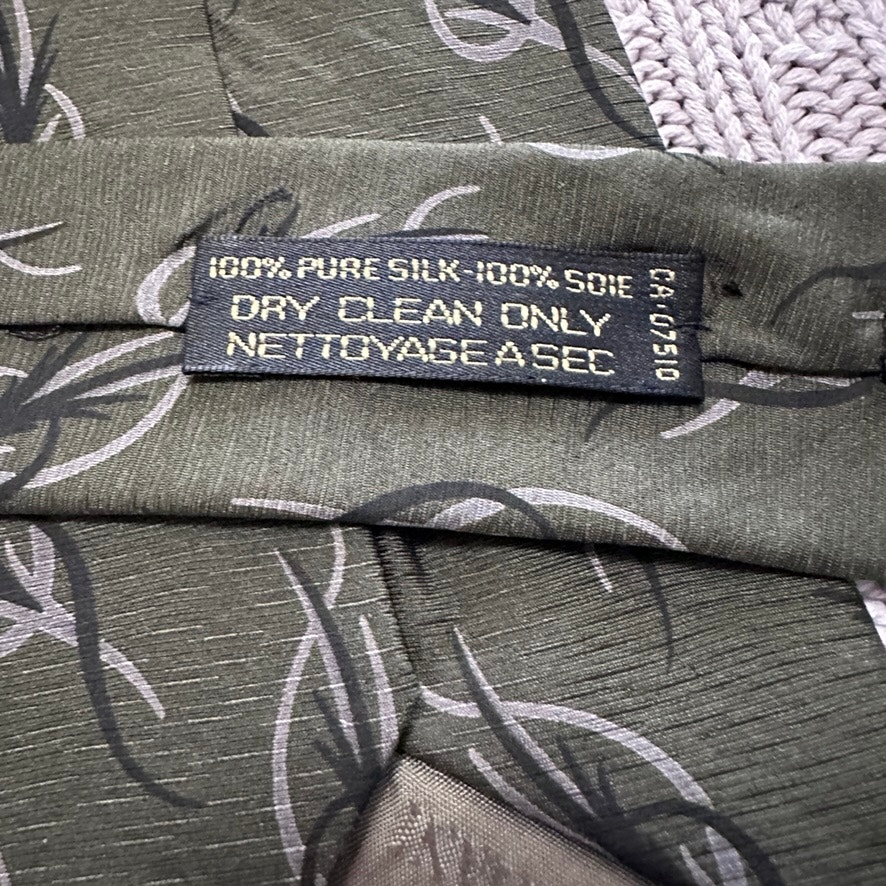 100% PURE SILK-100% SOIE
DRY CLEAN ONLY
NETTOYAGE A SEC
CA·07510